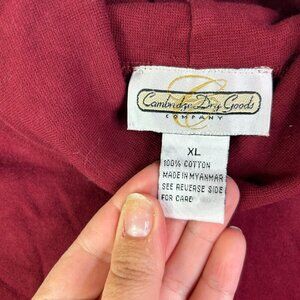 Cambridge Dry Goods
COMPANY
XL
100% COTTON
MADE IN MYANMAR
SEE REVERSE SIDE
FOR CARE